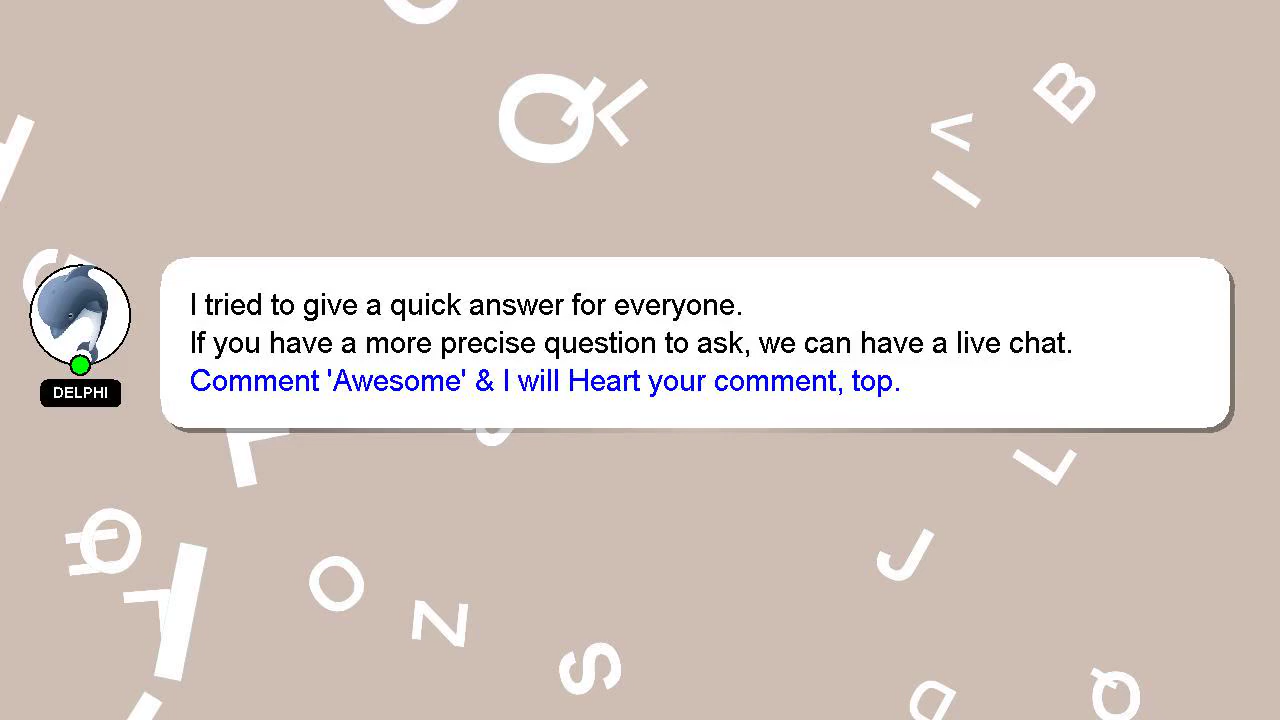 I tried to give a quick answer for everyone.
If you have a more precise question to ask, we can have a live chat.
Comment 'Awesome' & I will Heart your comment, top.
DELPHI